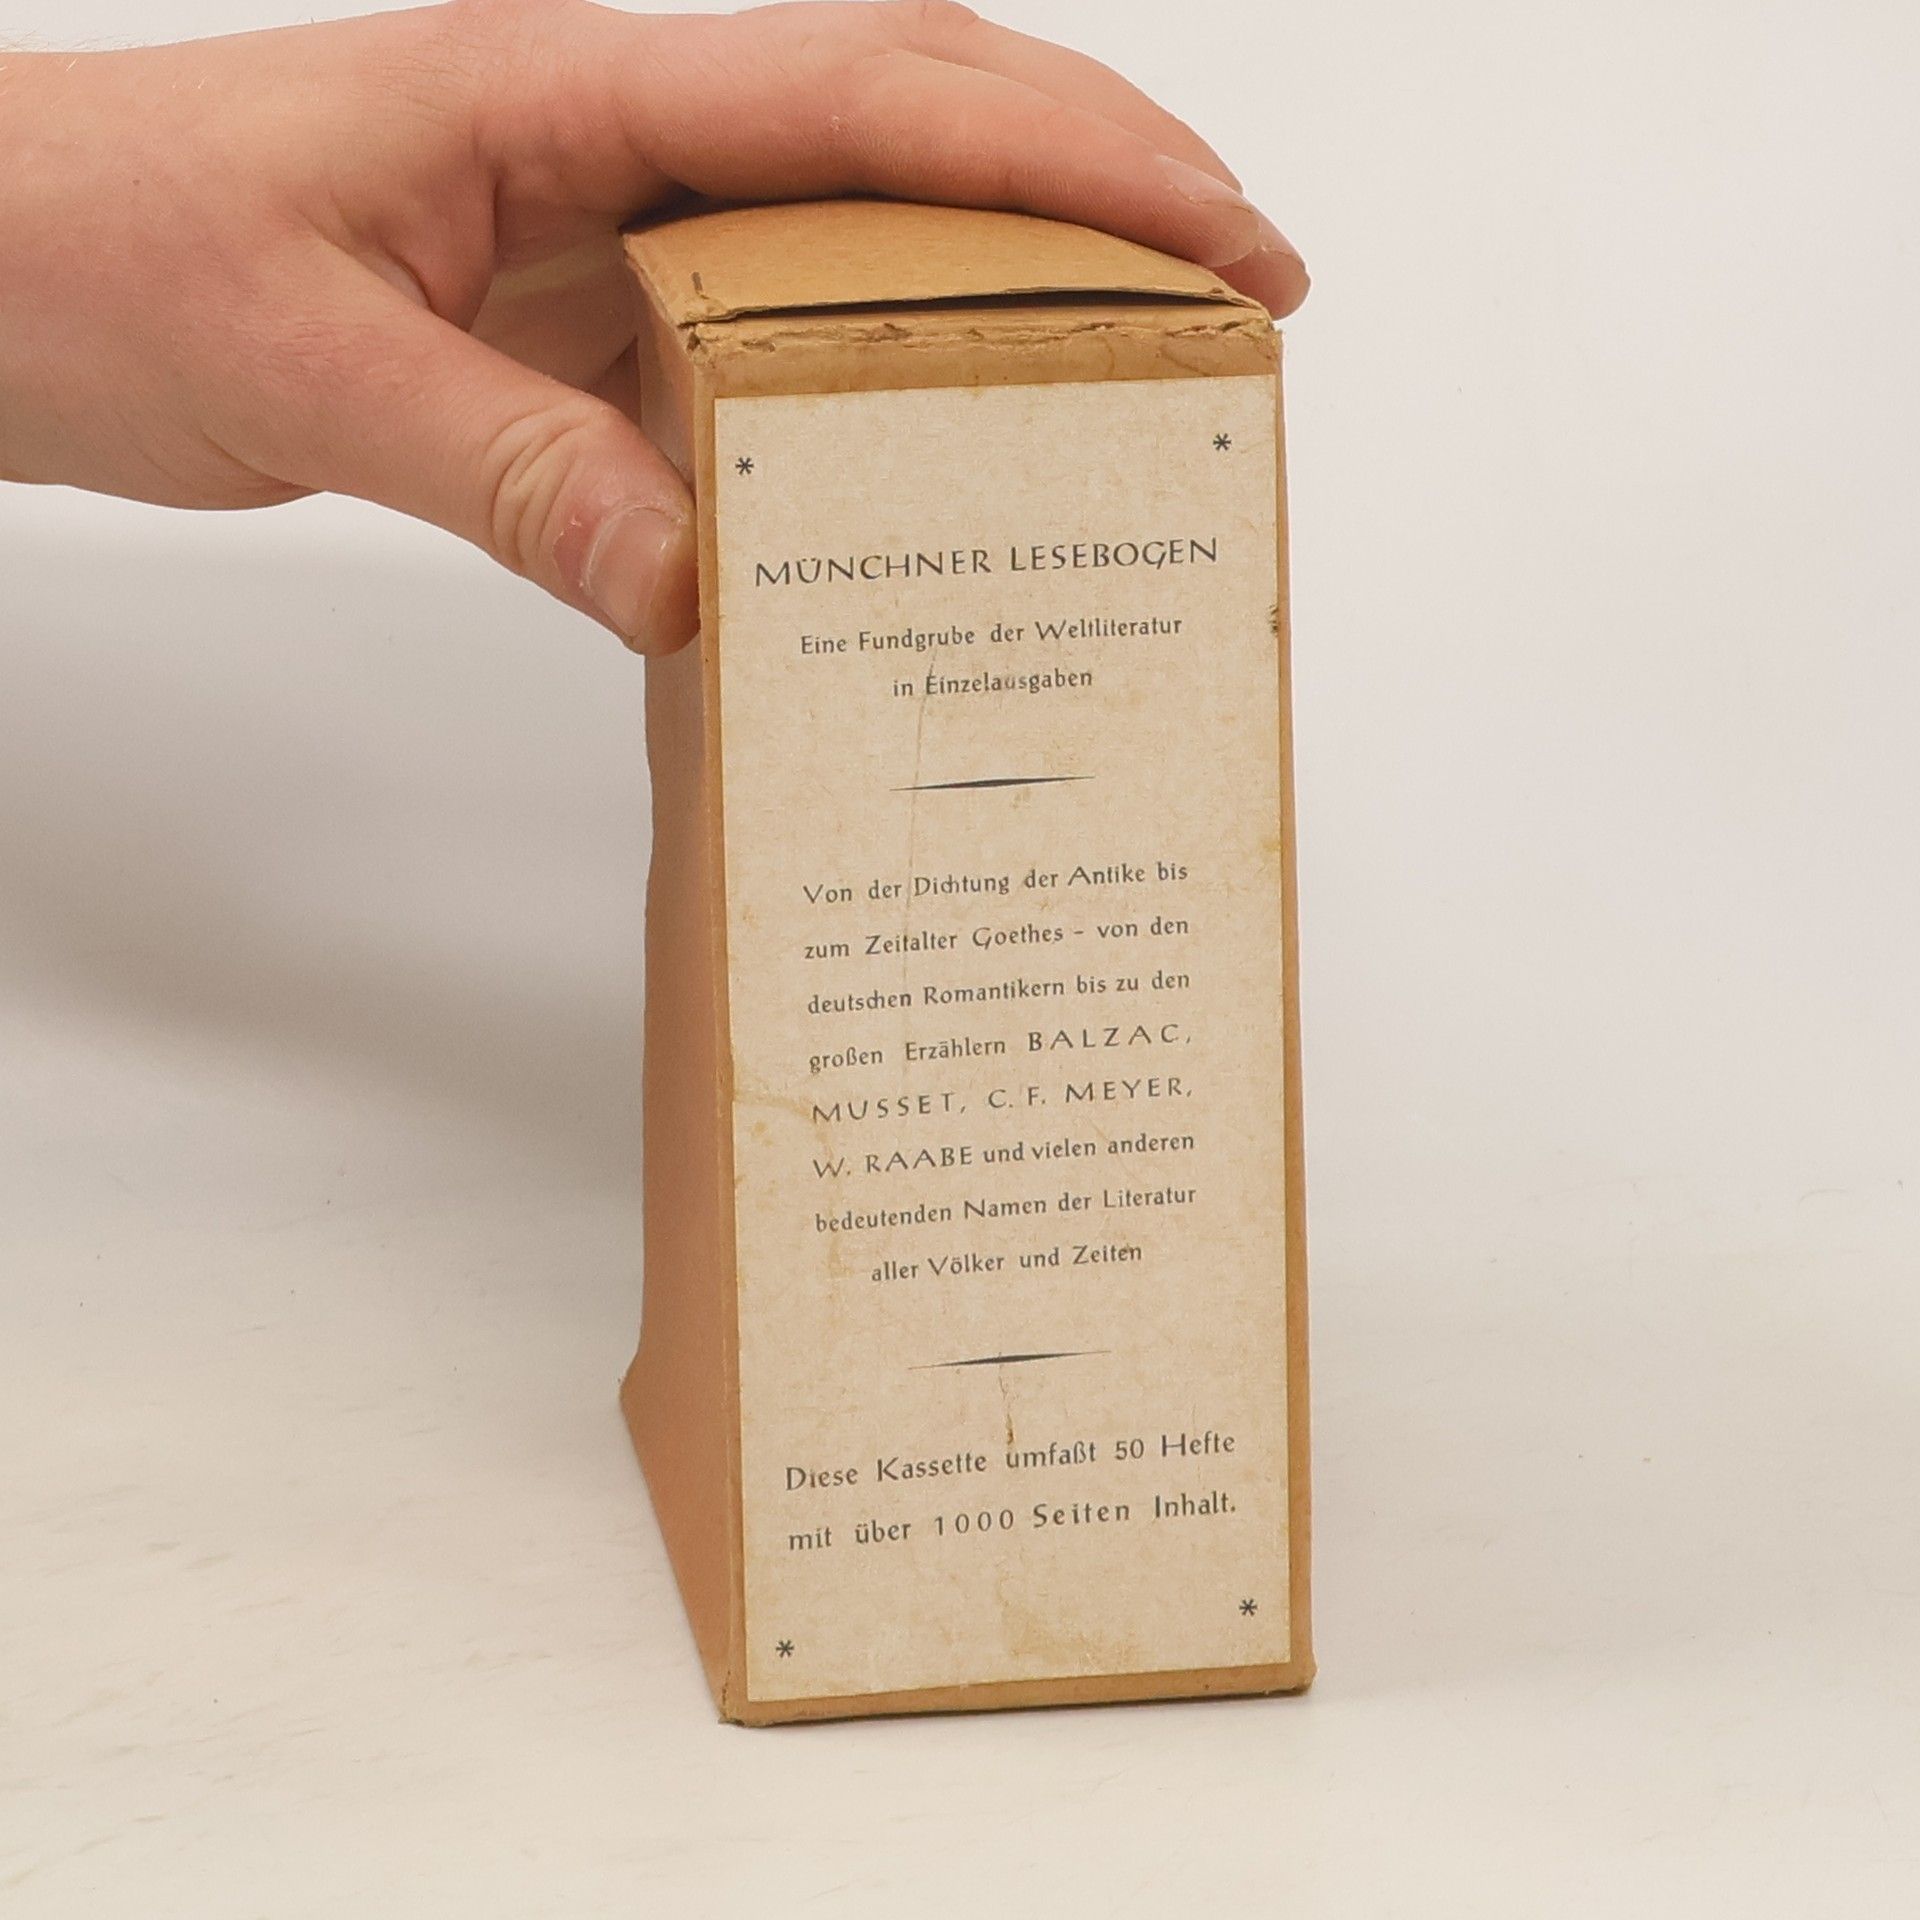 * *
MÜNCHNER LESEBOGEN
Eine Fundgrube der Weltliteratur
in Einzelausgaben
Von der Dichtung der Antike bis
zum Zeitalter Goethes - von den
deutschen Romantikern bis zu den
großen Erzählern BALZAC,
MUSSET, C. F. MEYER,
W. RAABE und vielen anderen
bedeutenden Namen der Literatur
aller Völker und Zeiten
Diese Kassette umfaßt 50 Hefte
mit über 1000 Seiten Inhalt.
* *